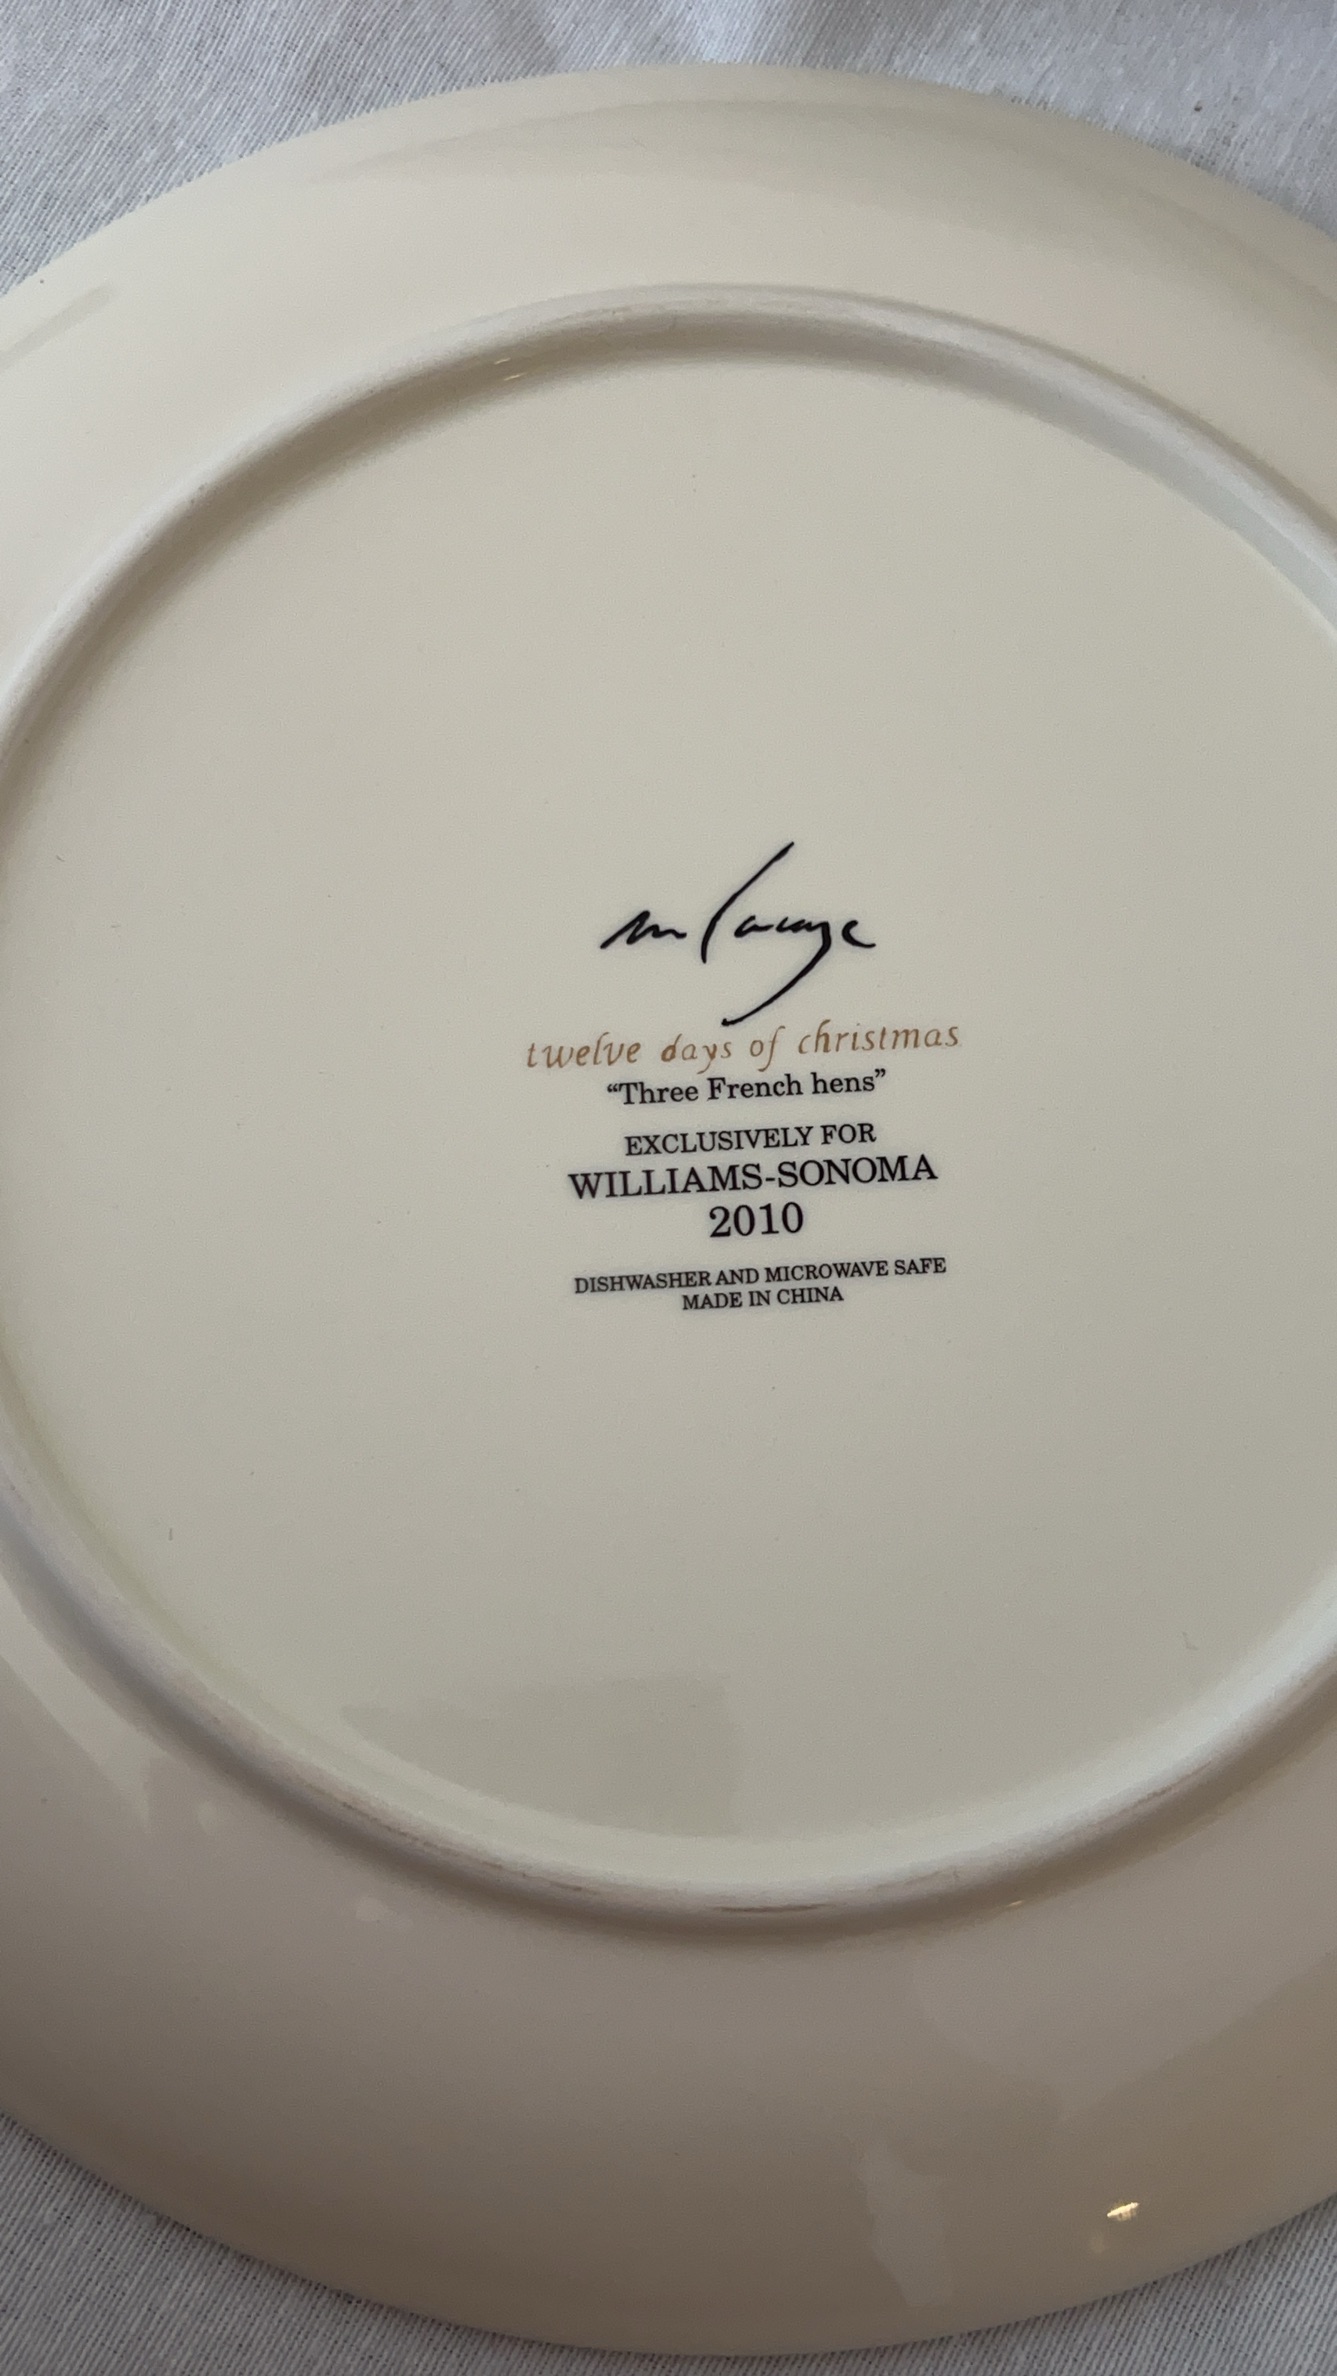 twelve days of christmas
“Three French hens”
EXCLUSIVELY FOR
WILLIAMS-SONOMA
2010
DISHWASHER AND MICROWAVE SAFE
MADE IN CHINA